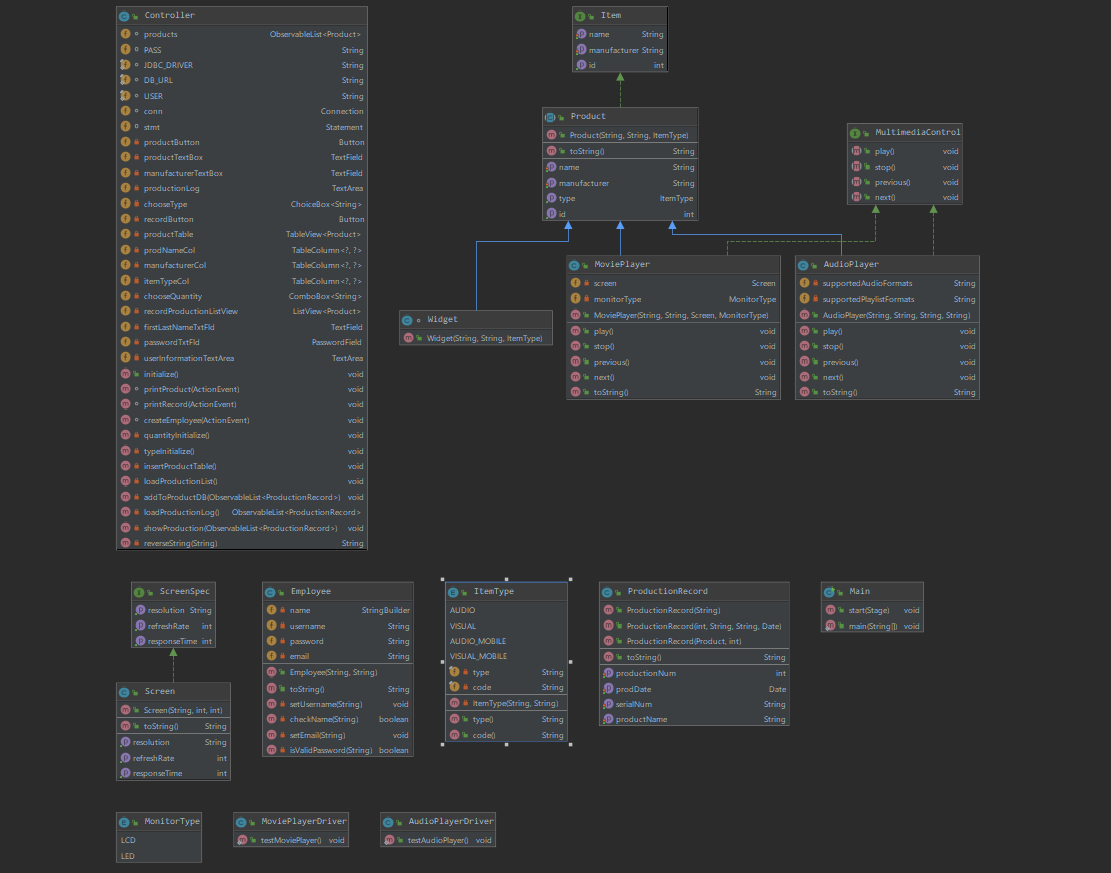 Controller
products ObservableList<Product>
PASS String
JDBC_DRIVER String
DB_URL String
USER String
conn Connection
stmt Statement
productButton Button
productTextBox TextField
manufacturerTextBox TextField
productionLog TextArea
chooseType ChoiceBox<String>
recordButton Button
productTable TableView<Product>
prodNameCol TableColumn<?, ?>
manufacturerCol TableColumn<?, ?>
itemTypeCol TableColumn<?, ?>
chooseQuantity ComboBox<String>
recordProductionListView ListView<Product>
firstLastNameTxtFld TextField
passwordTxtFld PasswordField
userInformationTextArea TextArea
initialize() void
printProduct(ActionEvent) void
printRecord(ActionEvent) void
createEmployee(ActionEvent) void
quantityInitialize() void
typeInitialize() void
insertProductTable() void
loadProductionList() void
addToProductDB(ObservableList<ProductionRecord>) void
loadProductionLog() ObservableList<ProductionRecord>
showProduction(ObservableList<ProductionRecord>) void
reverseString(String) String
Item
name String
manufacturer String
id int
Product
Product(String, String, ItemType)
toString() String
name String
manufacturer String
type ItemType
id int
MultimediaControl
play() void
stop() void
previous() void
next() void
Widget
Widget(String, String, ItemType)
MoviePlayer
screen Screen
monitorType MonitorType
MoviePlayer(String, String, Screen, MonitorType)
play() void
stop() void
previous() void
next() void
toString() String
AudioPlayer
supportedAudioFormats String
supportedPlaylistFormats String
AudioPlayer(String, String, String, String)
play() void
stop() void
previous() void
next() void
toString() String
ScreenSpec
resolution String
refreshRate int
responseTime int
Screen
Screen(String, int, int)
toString() String
resolution String
refreshRate int
responseTime int
Employee
name StringBuilder
username String
password String
email String
Employee(String, String)
toString() String
setUsername(String) void
checkName(String) boolean
setEmail(String) void
isValidPassword(String) boolean
ItemType
AUDIO
VISUAL
AUDIO_MOBILE
VISUAL_MOBILE
type String
code String
ItemType(String, String)
type() String
code() String
ProductionRecord
ProductionRecord(String)
ProductionRecord(int, String, String, Date)
ProductionRecord(Product, int)
toString() String
productionNum int
prodDate Date
serialNum String
productName String
Main
start(Stage) void
main(String[]) void
MonitorType
LCD
LED
MoviePlayerDriver
testMoviePlayer() void
AudioPlayerDriver
testAudioPlayer() void